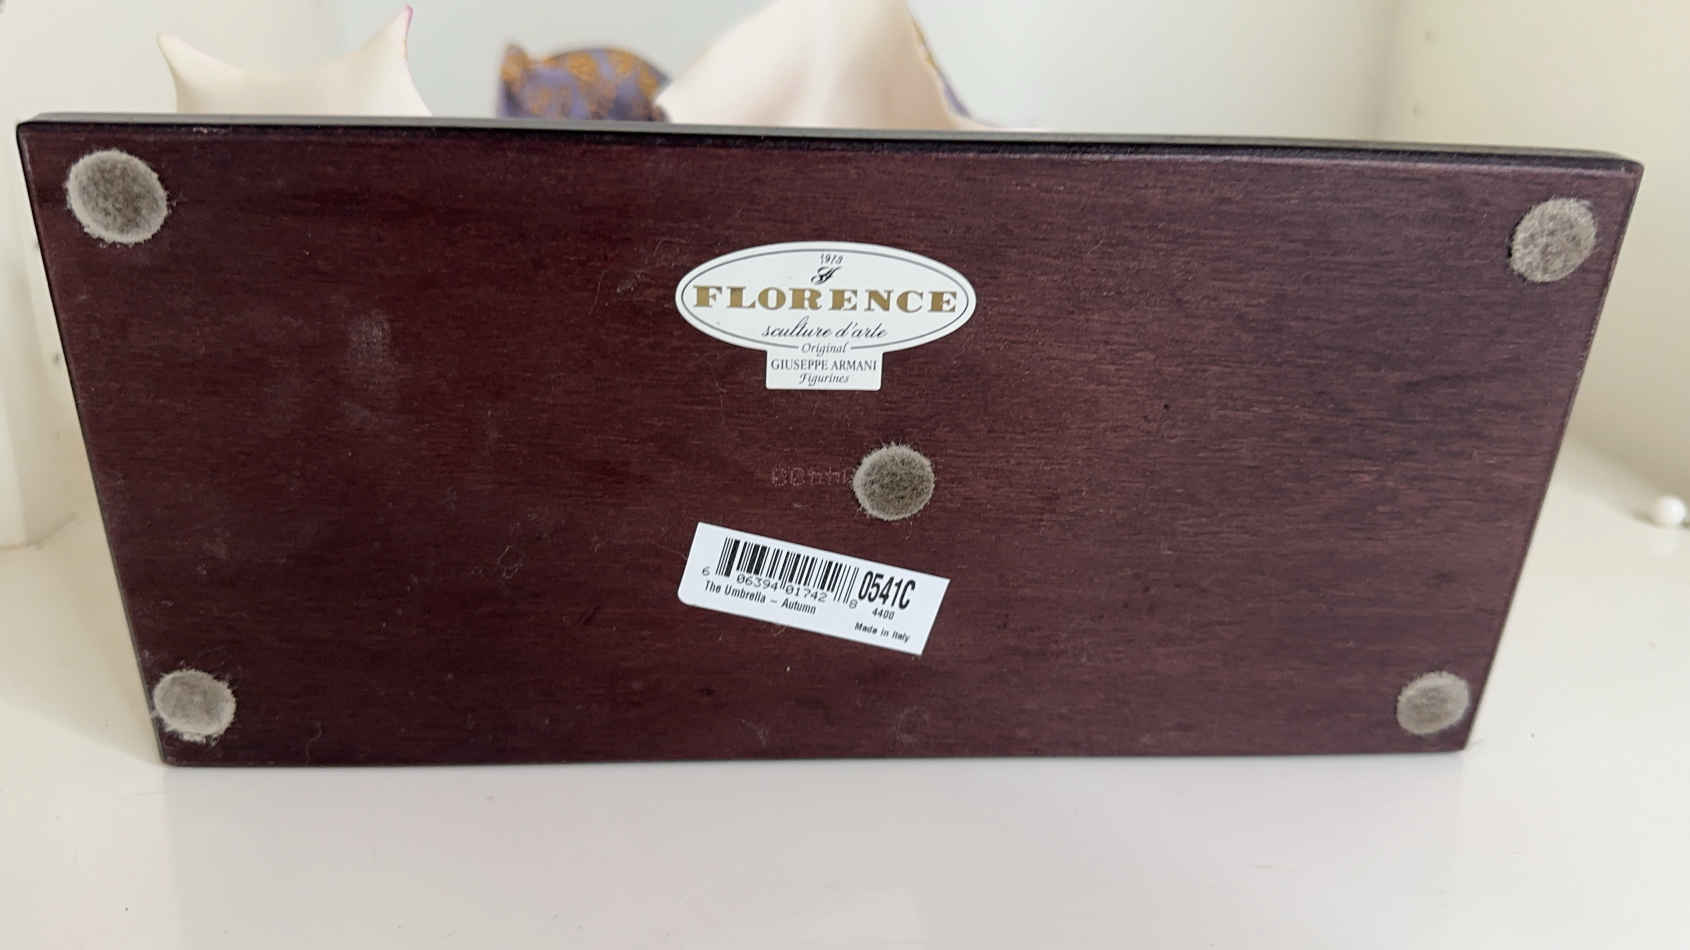 1973
FLORENCE
sculture d'arte
Original
GIUSEPPE ARMANI
Figurines
6 06394 01742 8
0541C
4400
The Umbrella – Autumn
Made in Italy